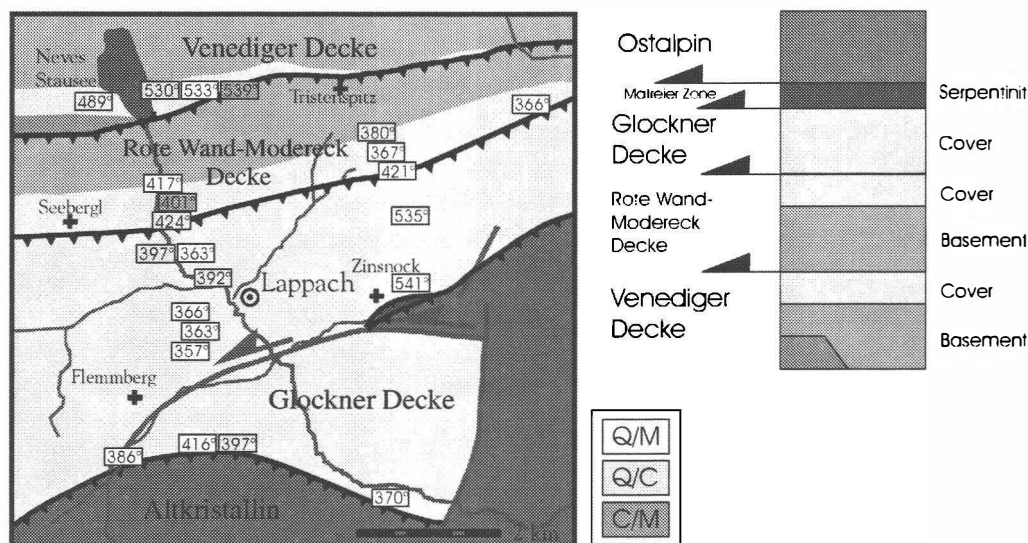 Venediger Decke
Neves
Stausee
489°
530° 533° 539°
Tristenspitz
366°
380°
367°
421°
Rote Wand-Modereck
Decke
417°
401°
424°
Seebergl
535°
397° 363°
392°
Lappach
Zinsnock
541°
366°
363°
357°
Flemmberg
Glockner Decke
386°
416° 397°
370°
Altkristallin
2 km
Ostalpin
Matreier Zone
Serpentinit
Glockner
Decke
Cover
Rote Wand-
Modereck
Decke
Cover
Basement
Venediger
Decke
Cover
Basement
Q/M
Q/C
C/M